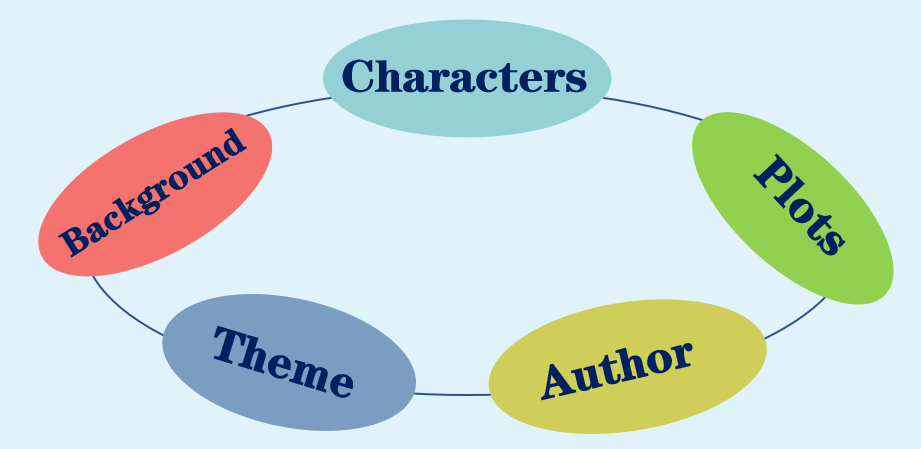 Characters
Background
Plots
Theme
Author